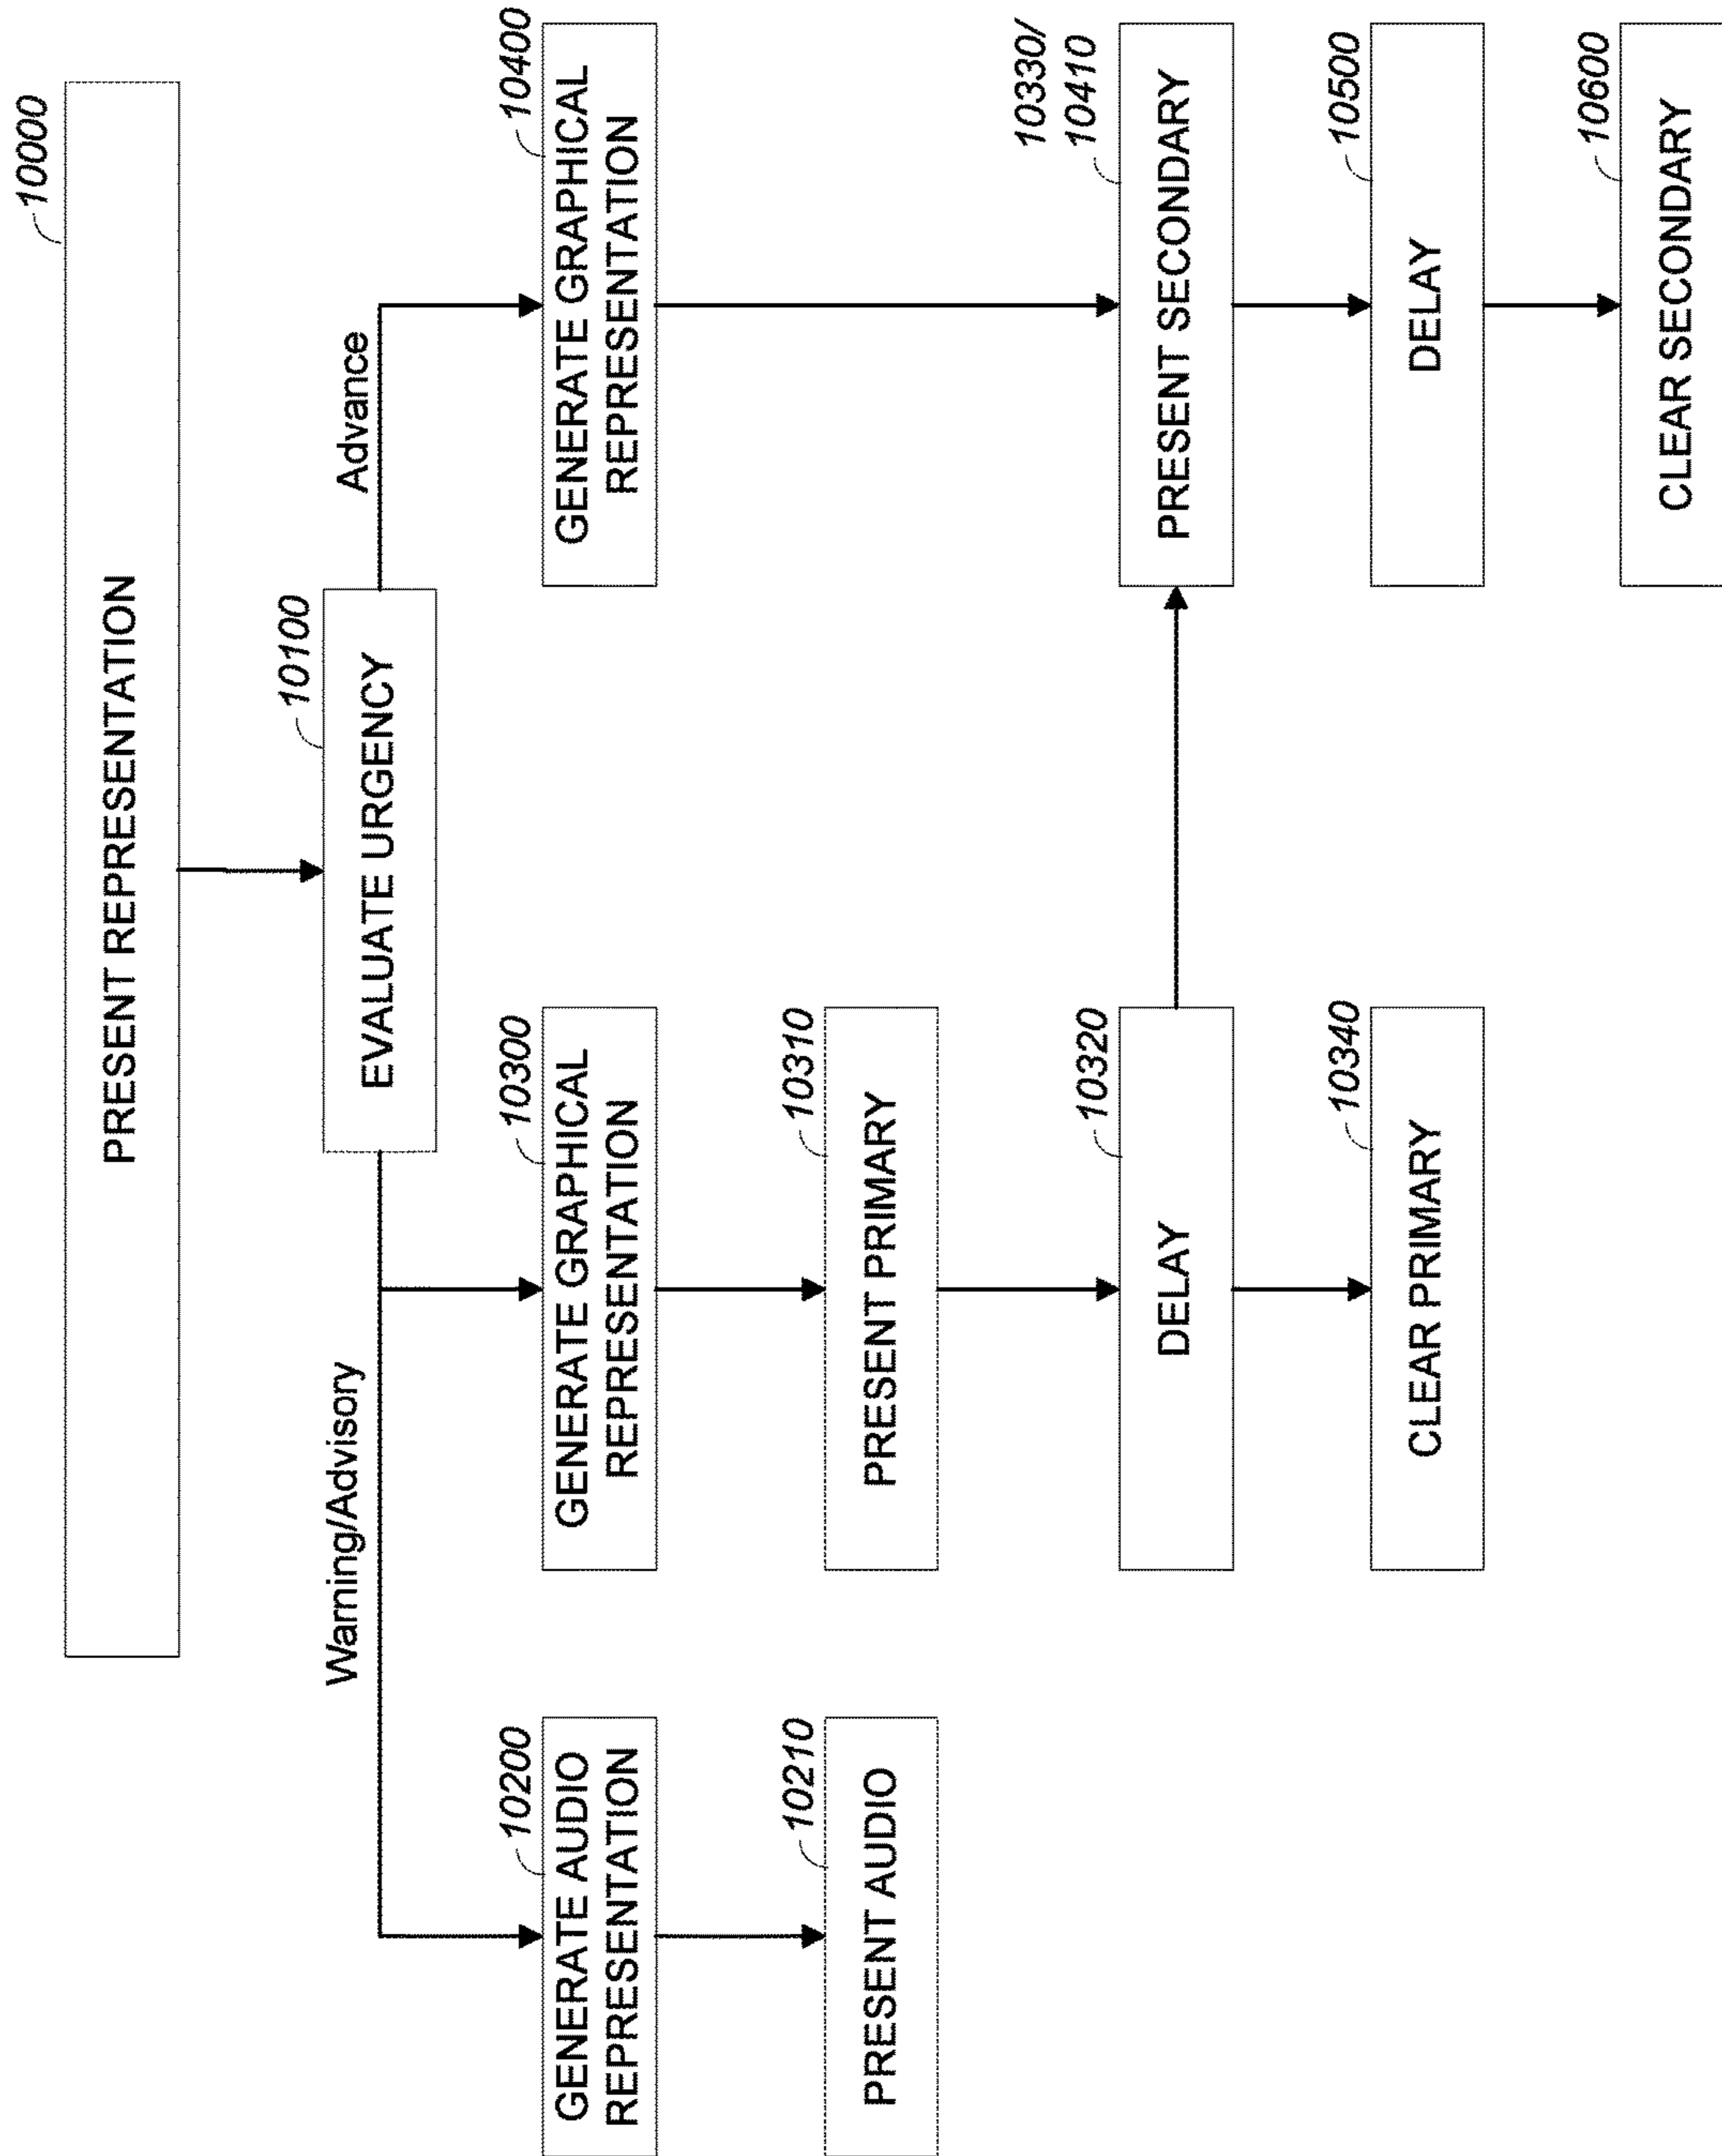 10000
PRESENT REPRESENTATION
10100
EVALUATE URGENCY
Warning/Advisory
Advance
10200
GENERATE AUDIO
REPRESENTATION
10300
GENERATE GRAPHICAL
REPRESENTATION
10400
GENERATE GRAPHICAL
REPRESENTATION
10210
PRESENT AUDIO
10310
PRESENT PRIMARY
10320
DELAY
10330/
10410
PRESENT SECONDARY
10340
CLEAR PRIMARY
10500
DELAY
10600
CLEAR SECONDARY